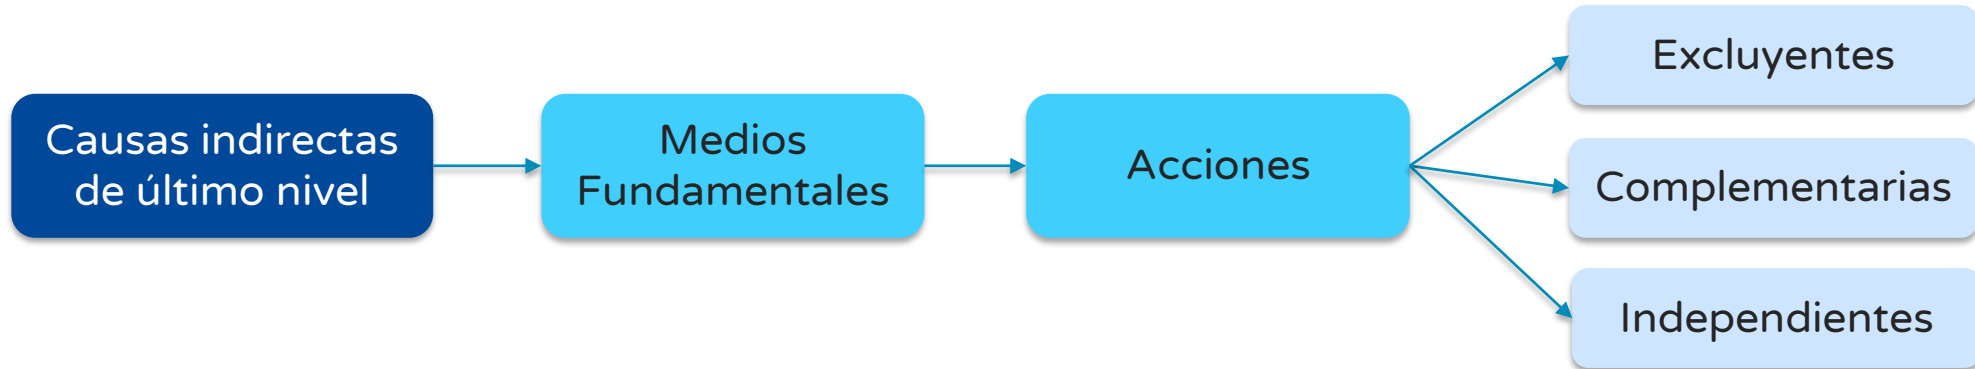 Causas indirectas
de último nivel
Medios
Fundamentales
Acciones
Excluyentes
Complementarias
Independientes